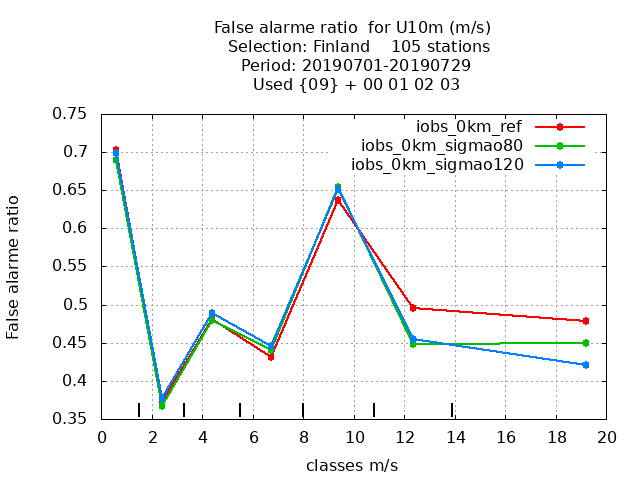 False alarme ratio  for U10m (m/s)
Selection: Finland    105 stations
Period: 20190701-20190729
Used {09} + 00 01 02 03
iobs_0km_ref
iobs_0km_sigmao80
iobs_0km_sigmao120
False alarme ratio
0.75
0.7
0.65
0.6
0.55
0.5
0.45
0.4
0.35
0 2 4 6 8 10 12 14 16 18 20
classes m/s